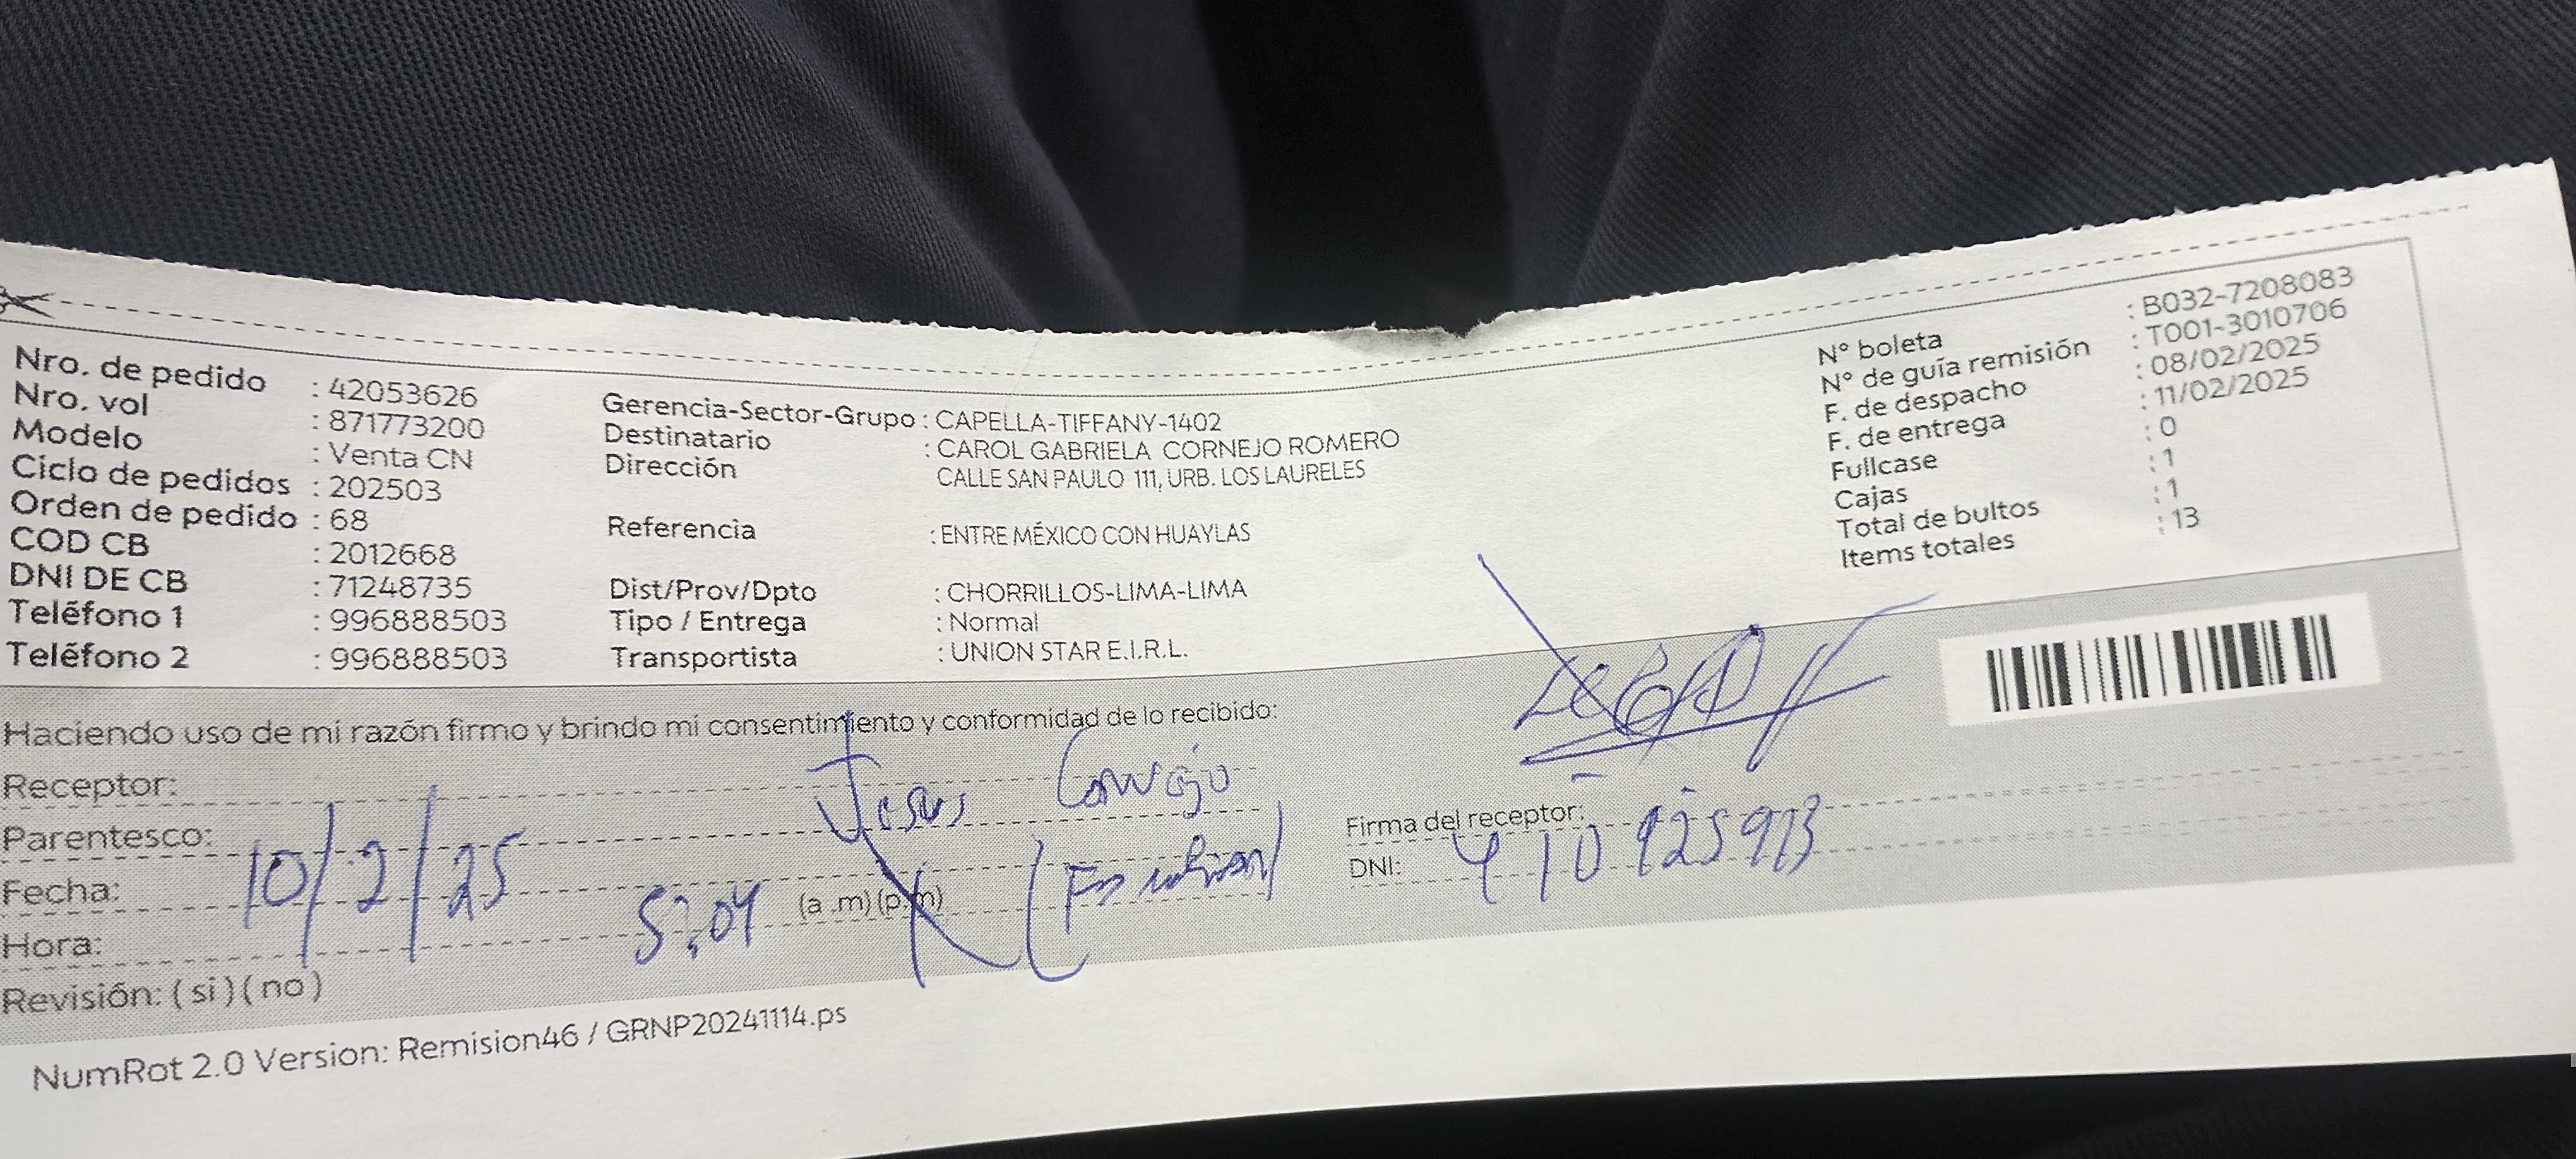 Nro. de pedido : 42053626
Nro. vol : 871773200
Modelo : Venta CN
Ciclo de pedidos : 202503
Orden de pedido : 68
COD CB : 2012668
DNI DE CB : 71248735
Teléfono 1 : 996888503
Teléfono 2 : 996888503
Gerencia-Sector-Grupo : CAPELLA-TIFFANY-1402
Destinatario : CAROL GABRIELA CORNEJO ROMERO
Dirección CALLE SAN PAULO 111, URB. LOS LAURELES
Referencia : ENTRE MÉXICO CON HUAYLAS
Dist/Prov/Dpto : CHORRILLOS-LIMA-LIMA
Tipo / Entrega : Normal
Transportista : UNION STAR E.I.R.L.
N° boleta : B032-7208083
N° de guía remisión : T001-3010706
F. de despacho : 08/02/2025
F. de entrega : 11/02/2025
Fullcase : 0
Cajas : 1
Total de bultos : 1
Items totales : 13
Haciendo uso de mi razón firmo y brindo mi consentimiento y conformidad de lo recibido:
Receptor: Jesus
Parentesco:
Fecha: 10/2/25
Hora: 5:04 (a .m) (p.m)
Revisión: ( si ) ( no )
Firma del receptor:
DNI:
NumRot 2.0 Version: Remision46 / GRNP20241114.ps